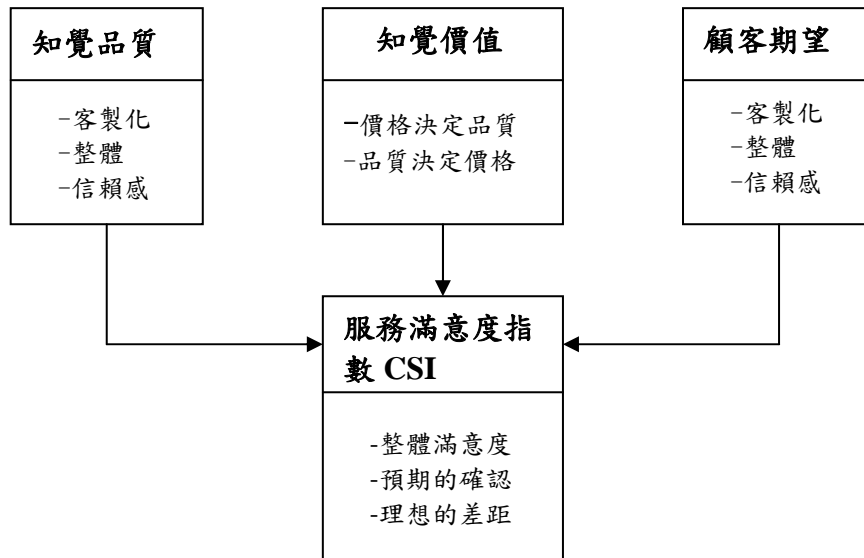 知覺品質
-客製化
-整體
-信賴感
知覺價值
-價格決定品質
-品質決定價格
顧客期望
-客製化
-整體
-信賴感
服務滿意度指
數 CSI
-整體滿意度
-預期的確認
-理想的差距